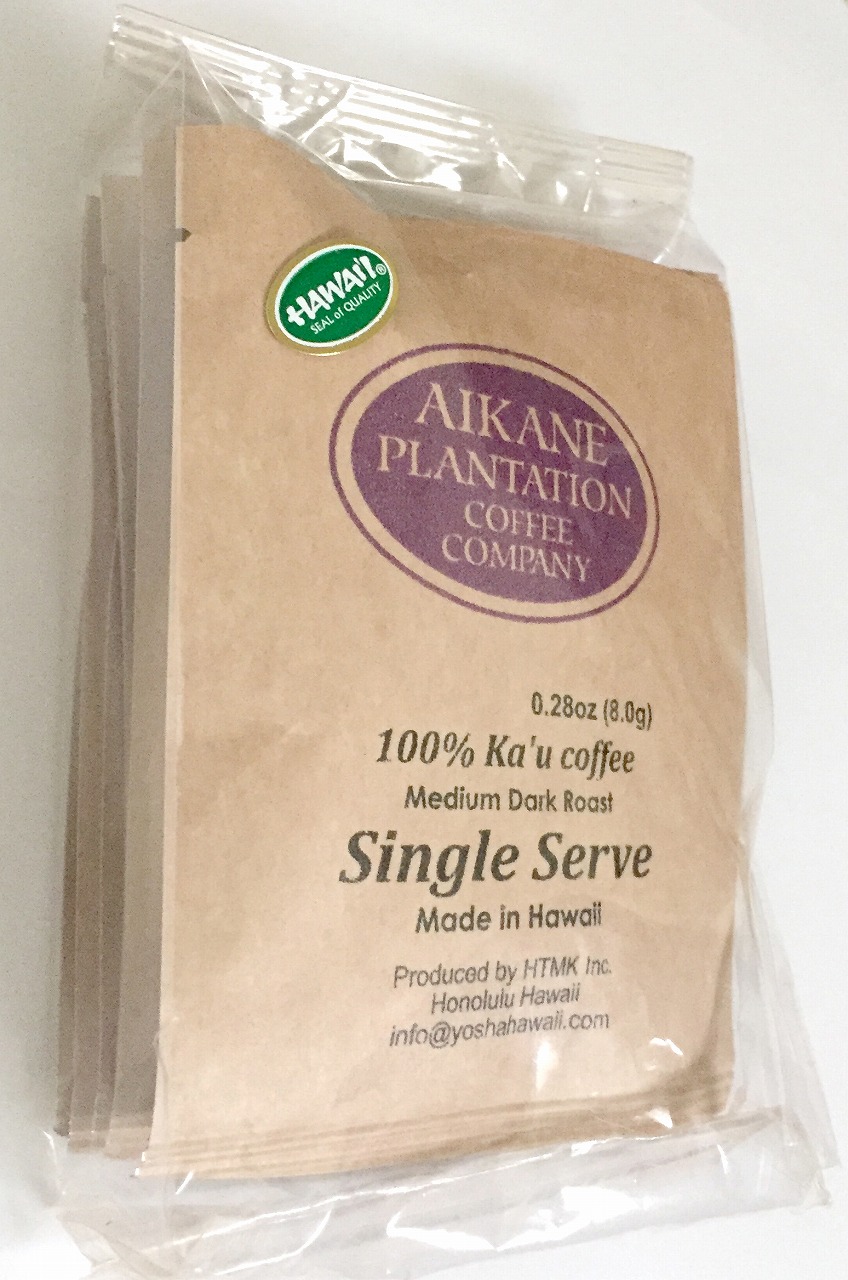 HAWAI'I®
SEAL of QUALITY
AIKANE
PLANTATION
COFFEE
COMPANY
0.28oz (8.0g)
100% Ka'u coffee
Medium Dark Roast
Single Serve
Made in Hawaii
Produced by HTMK Inc.
Honolulu Hawaii
info@yoshahawaii.com